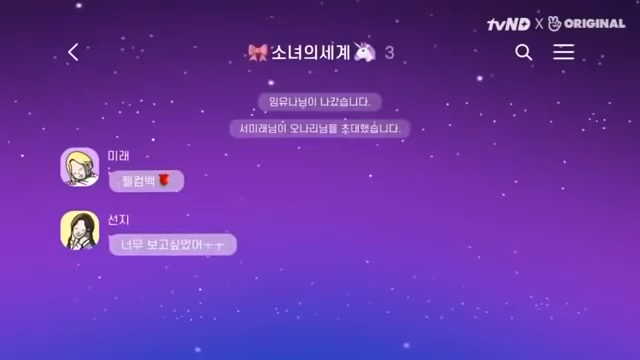 tvND X ORIGINAL
🎀소녀의세계🦄 3
임유나님이 나갔습니다.
서미래님이 오나리님을 초대했습니다.
미래
웰컴백🌹
선지
너무 보고싶었어ㅜㅜ